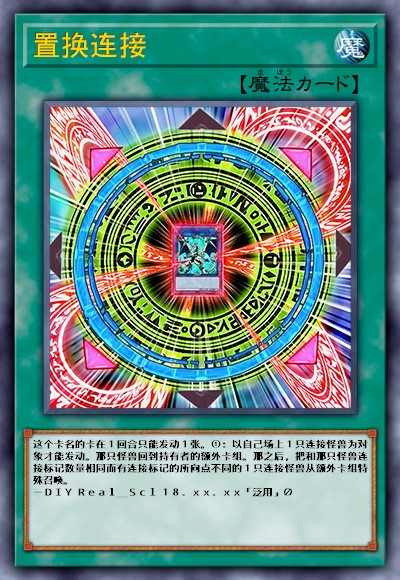 置换连接
魔
【魔法カード】
ま ほう
这个卡名的卡在１回合只能发动１张。①：以自己场上１只连接怪兽为对
象才能发动。那只怪兽回到持有者的额外卡组。那之后，把和那只怪兽连
接标记数量相同而有连接标记的所向点不同的１只连接怪兽从额外卡组特
殊召唤。
－ＤＩＹ Ｒｅａｌ＿Ｓｃｌ １８．ｘｘ．ｘｘ「泛用」∅